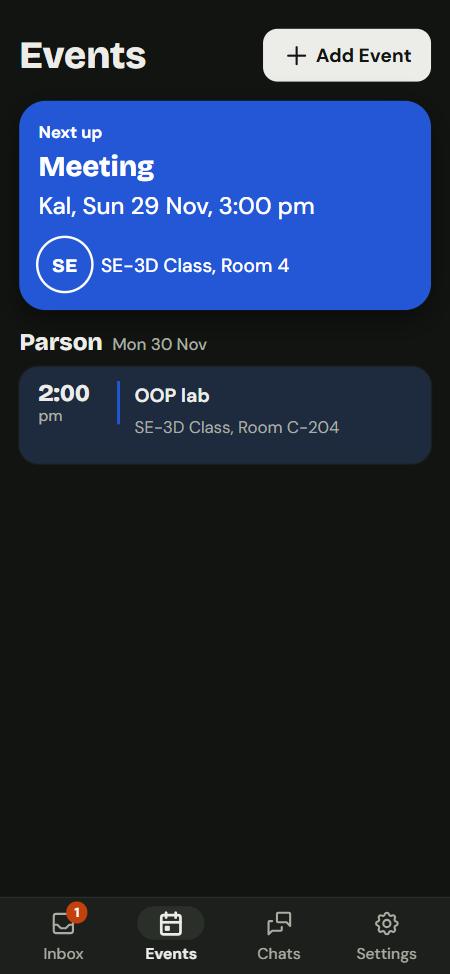 Events
Add Event
Next up
Meeting
Kal, Sun 29 Nov, 3:00 pm
SE
SE-3D Class, Room 4
Parson Mon 30 Nov
2:00
pm
OOP lab
SE-3D Class, Room C-204
1
Inbox
Events
Chats
Settings